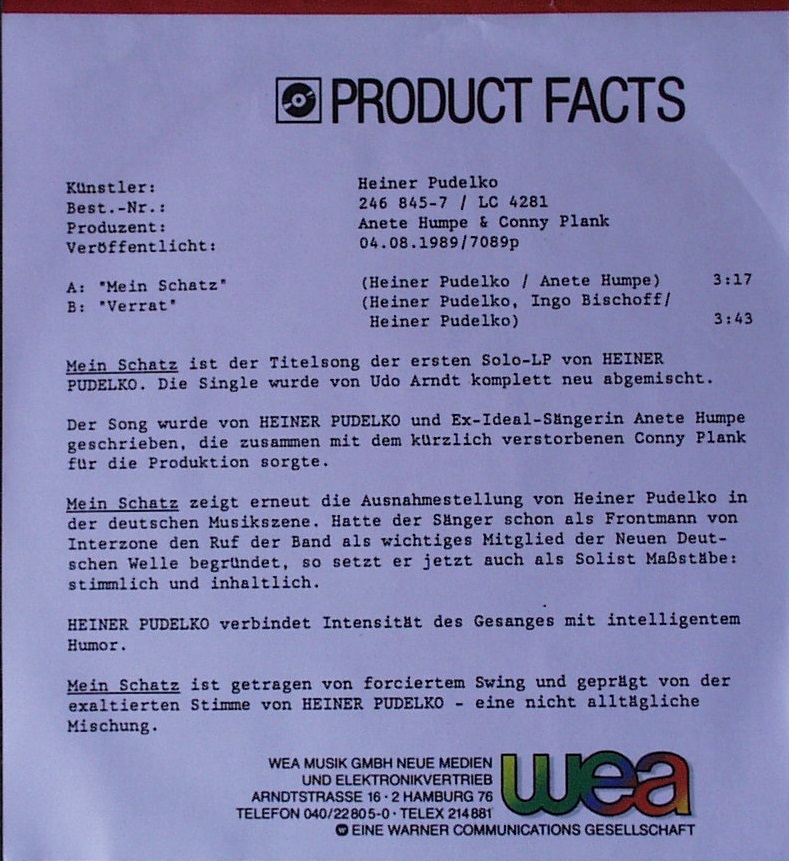 PRODUCT FACTS
Künstler: Heiner Pudelko
Best.-Nr.: 246 845-7 / LC 4281
Produzent: Anete Humpe & Conny Plank
Veröffentlicht: 04.08.1989/7089p
A: "Mein Schatz" (Heiner Pudelko / Anete Humpe) 3:17
B: "Verrat" (Heiner Pudelko, Ingo Bischoff/
Heiner Pudelko) 3:43
Mein Schatz ist der Titelsong der ersten Solo-LP von HEINER
PUDELKO. Die Single wurde von Udo Arndt komplett neu abgemischt.
Der Song wurde von HEINER PUDELKO und Ex-Ideal-Sängerin Anete Humpe
geschrieben, die zusammen mit dem kürzlich verstorbenen Conny Plank
für die Produktion sorgte.
Mein Schatz zeigt erneut die Ausnahmestellung von Heiner Pudelko in
der deutschen Musikszene. Hatte der Sänger schon als Frontmann von
Interzone den Ruf der Band als wichtiges Mitglied der Neuen Deut-
schen Welle begründet, so setzt er jetzt auch als Solist Maßstäbe:
stimmlich und inhaltlich.
HEINER PUDELKO verbindet Intensität des Gesanges mit intelligentem
Humor.
Mein Schatz ist getragen von forciertem Swing und geprägt von der
exaltierten Stimme von HEINER PUDELKO - eine nicht alltägliche
Mischung.
WEA MUSIK GMBH NEUE MEDIEN
UND ELEKTRONIKVERTRIEB
ARNDTSTRASSE 16 · 2 HAMBURG 76
TELEFON 040/22805-0 · TELEX 214881
wea
EINE WARNER COMMUNICATIONS GESELLSCHAFT